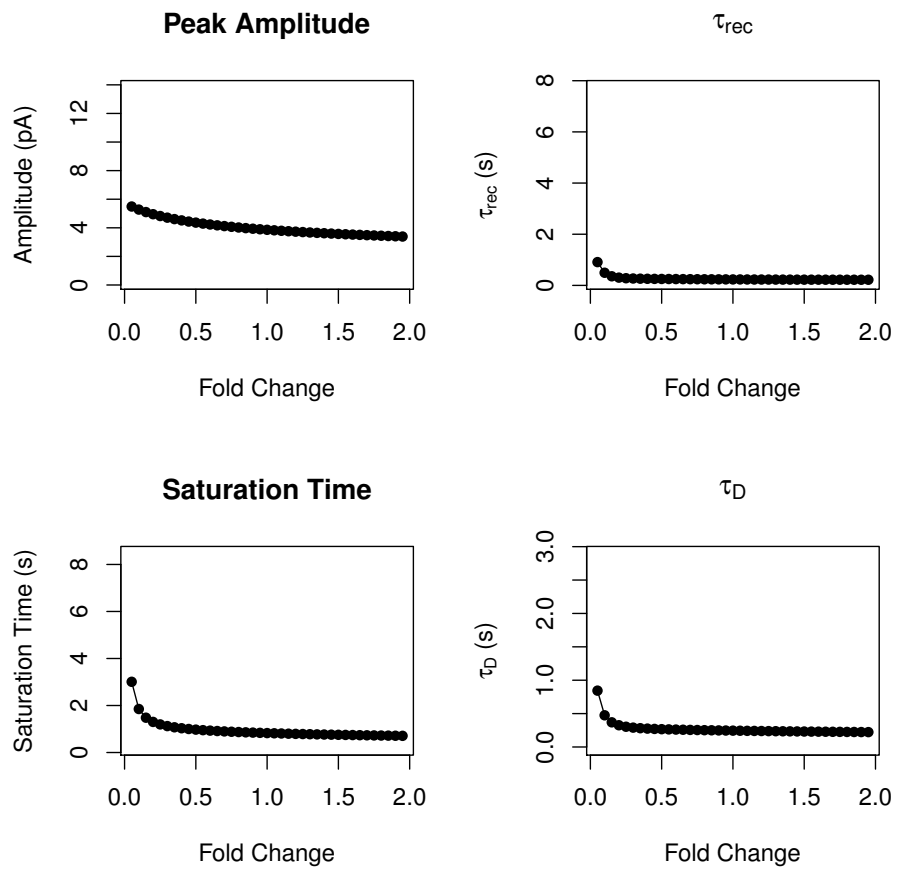 Peak Amplitude
Amplitude (pA)
12
8
4
0
0.0 0.5 1.0 1.5 2.0
Fold Change
τrec
τrec (s)
8
6
4
2
0
0.0 0.5 1.0 1.5 2.0
Fold Change
Saturation Time
Saturation Time (s)
8
6
4
2
0
0.0 0.5 1.0 1.5 2.0
Fold Change
τD
τD (s)
3.0
2.0
1.0
0.0
0.0 0.5 1.0 1.5 2.0
Fold Change